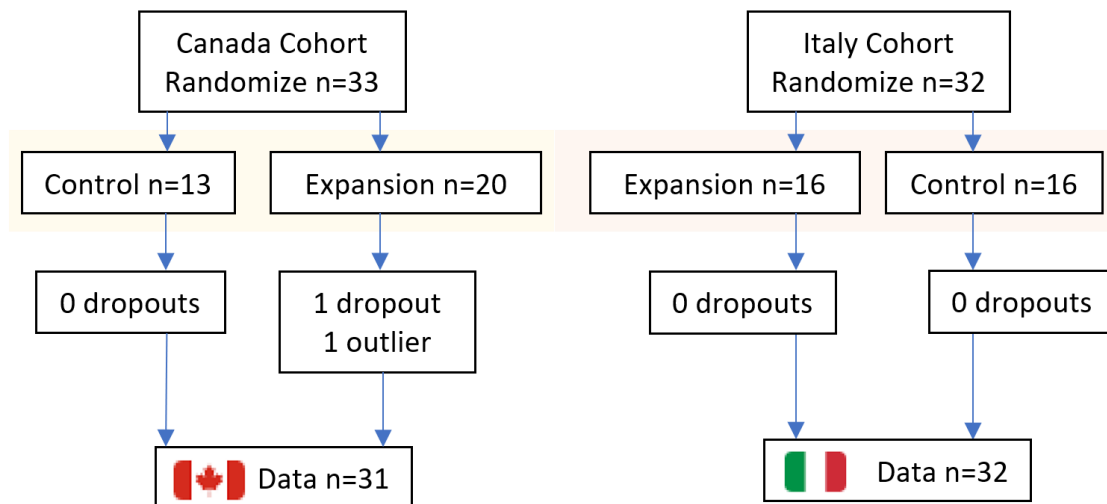 Canada Cohort
Randomize n=33
Italy Cohort
Randomize n=32
Control n=13
Expansion n=20
Expansion n=16
Control n=16
0 dropouts
1 dropout
1 outlier
0 dropouts
0 dropouts
Data n=31
Data n=32